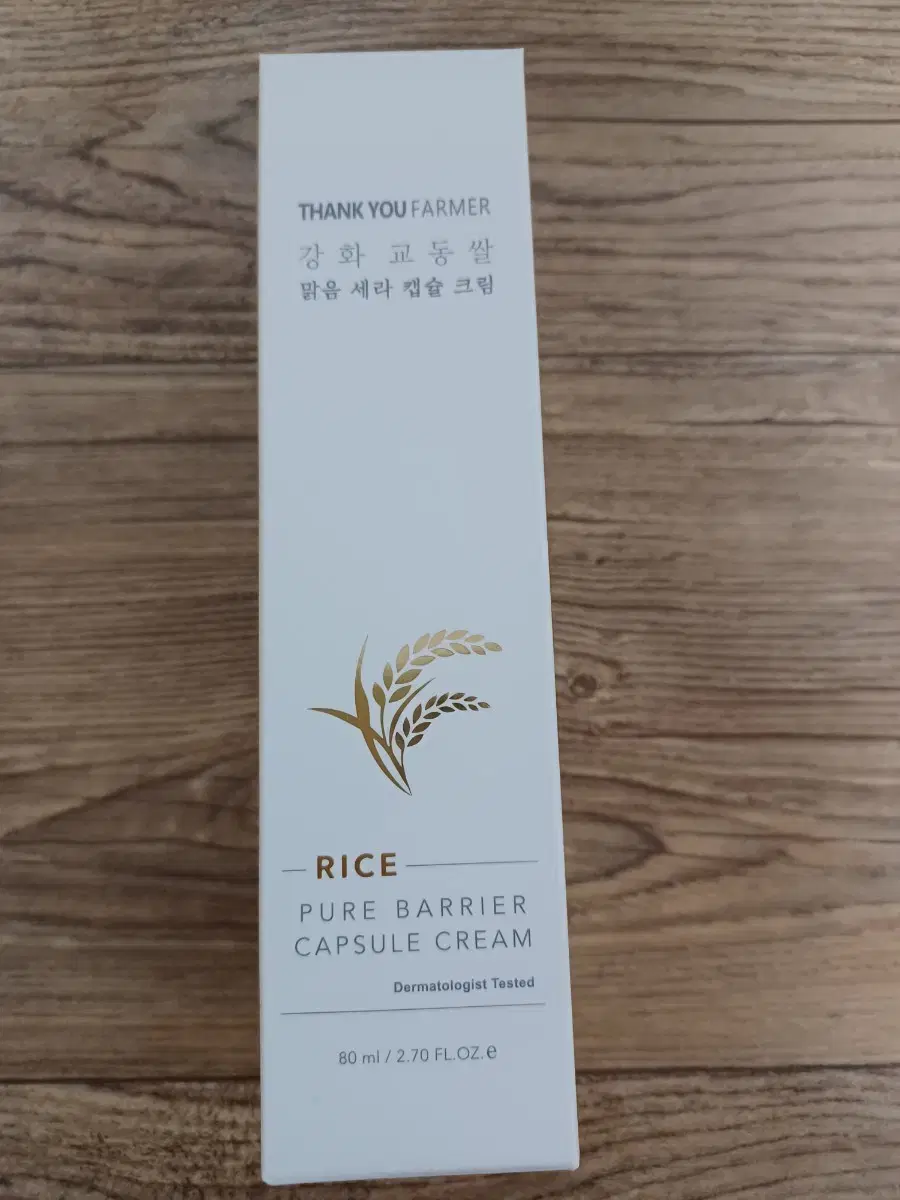 THANK YOU FARMER
강화 교동쌀
맑음 세라 캡슐 크림
RICE
PURE BARRIER
CAPSULE CREAM
Dermatologist Tested
80 ml / 2.70 FL.OZ.e